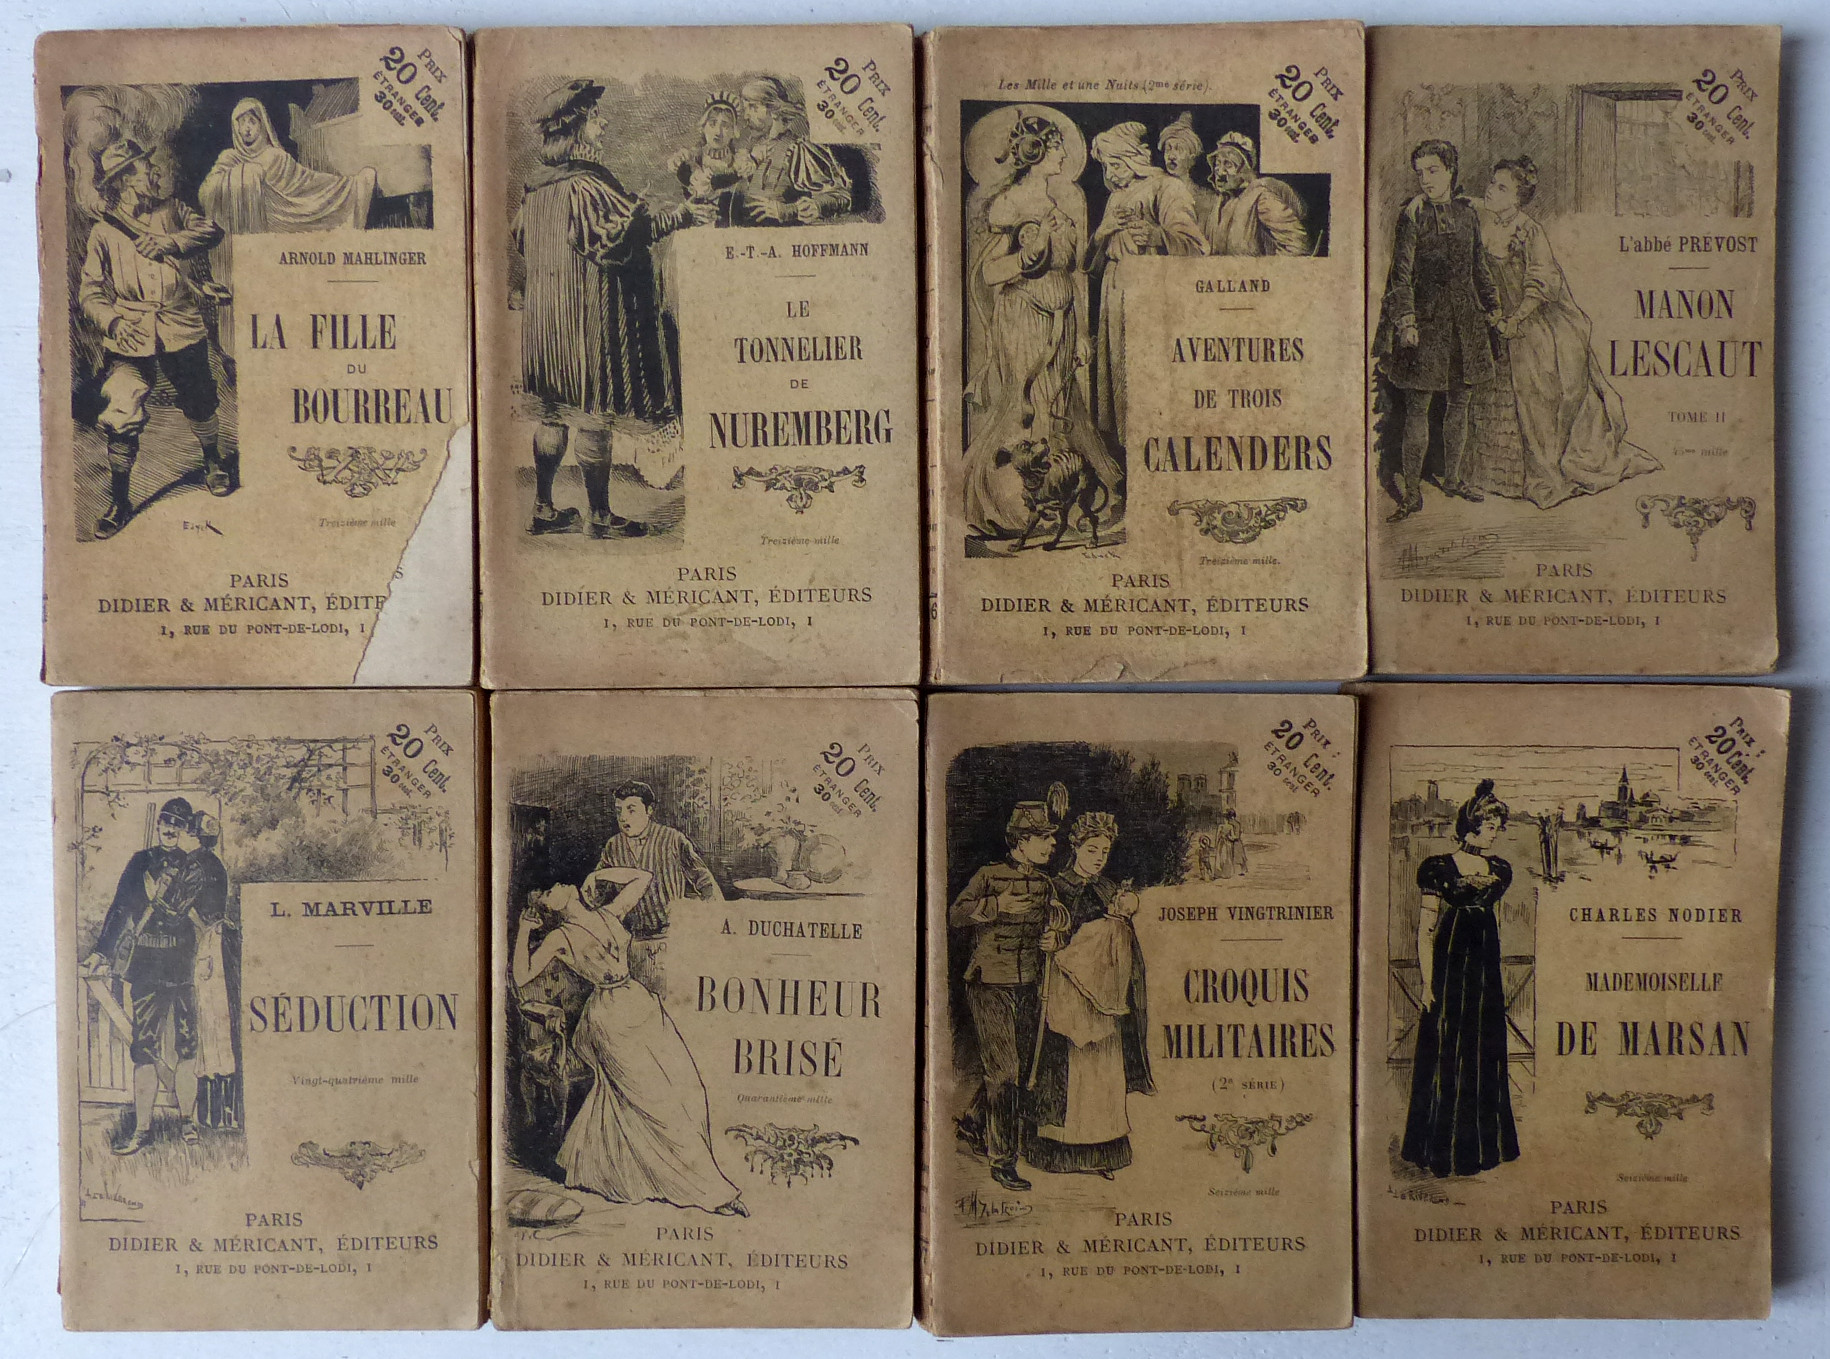 PRIX
20 Cent.
ÉTRANGER
30 cent.
ARNOLD MAHLINGER
LA FILLE
DU
BOURREAU
Treizième mille
PARIS
DIDIER & MÉRICANT, ÉDITE
S
1, RUE DU PONT-DE-LODI, 1
PRIX
20 Cent.
ÉTRANGER
30 cent.
E.-T.-A. HOFFMANN
LE
TONNELIER
DE
NUREMBERG
Treizième mille
PARIS
DIDIER & MÉRICANT, ÉDITEURS
1, RUE DU PONT-DE-LODI, 1
Les Mille et une Nuits (2me série).
PRIX
20 Cent.
ÉTRANGER
30 cent.
GALLAND
AVENTURES
DE TROIS
CALENDERS
Treizième mille.
PARIS
DIDIER & MÉRICANT, ÉDITEURS
1, RUE DU PONT-DE-LODI, 1
6
PRIX
20 Cent.
ÉTRANGER
30 cent.
L'abbé PRÉVOST
MANON
LESCAUT
TOME II
mille
PARIS
DIDIER & MÉRICANT, ÉDITEURS
1, RUE DU PONT-DE-LODI, 1
PRIX
20 Cent.
ÉTRANGER
30 cent.
L. MARVILLE
SÉDUCTION
Vingt-quatrième mille
PARIS
DIDIER & MÉRICANT, ÉDITEURS
1, RUE DU PONT-DE-LODI, 1
PRIX
20 Cent.
ÉTRANGER
30 cent.
A. DUCHATELLE
BONHEUR
BRISÉ
Quarantième mille
PARIS
DIDIER & MÉRICANT, ÉDITEURS
1, RUE DU PONT-DE-LODI, 1
PRIX :
20 Cent.
ÉTRANGER
30 cent.
JOSEPH VINGTRINIER
CROQUIS
MILITAIRES
(2e SÉRIE)
Seizième mille
PARIS
DIDIER & MÉRICANT, ÉDITEURS
1, RUE DU PONT-DE-LODI, 1
PRIX :
20 Cent.
ÉTRANGER
30 cent.
CHARLES NODIER
MADEMOISELLE
DE MARSAN
Seizième mille
PARIS
DIDIER & MÉRICANT, ÉDITEURS
1, RUE DU PONT-DE-LODI, 1